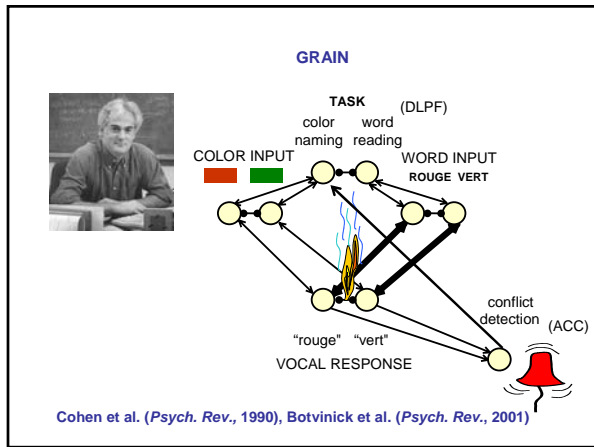 GRAIN
TASK (DLPF)
color word
naming reading
COLOR INPUT WORD INPUT
ROUGE VERT
conflict
detection (ACC)
"rouge" "vert"
VOCAL RESPONSE
Cohen et al. (Psych. Rev., 1990), Botvinick et al. (Psych. Rev., 2001)